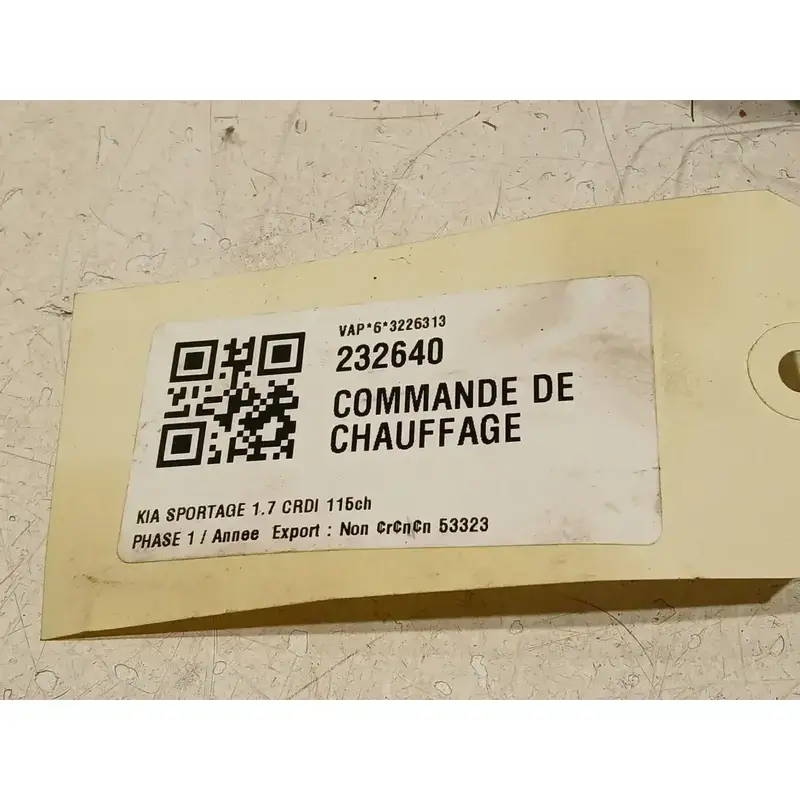 VAP*6*3226313
232640
COMMANDE DE
CHAUFFAGE
KIA SPORTAGE 1.7 CRDI 115ch
PHASE 1 / Annee Export : Non ¢r¢n¢n 53323